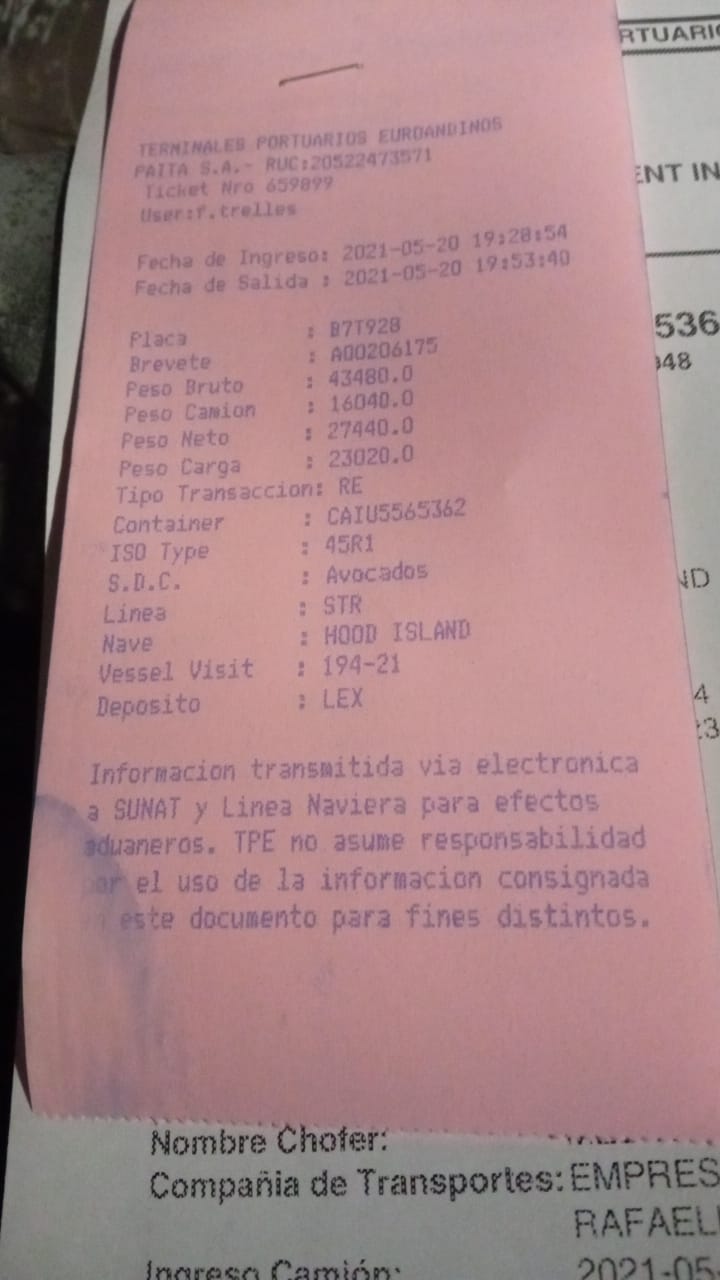 TERMINALES PORTUARIOS EUROANDINOS
PAITA S.A.- RUC:20522473571
Ticket Nro 659899
User:f.trelles
Fecha de Ingreso: 2021-05-20 19:28:54
Fecha de Salida : 2021-05-20 19:53:40
Placa : B7T928
Brevete : A00206175
Peso Bruto : 43480.0
Peso Camion : 16040.0
Peso Neto : 27440.0
Peso Carga : 23020.0
Tipo Transaccion: RE
Container : CAIU5565362
ISO Type : 45R1
S.D.C. : Avocados
Linea : STR
Nave : HOOD ISLAND
Vessel Visit : 194-21
Deposito : LEX
Informacion transmitida via electronica
a SUNAT y Linea Naviera para efectos
aduaneros. TPE no asume responsabilidad
por el uso de la informacion consignada
este documento para fines distintos.
RTUARIO
ENT IN
536
048
ND
4
23
Nombre Chofer:
Compañia de Transportes: EMPRES
RAFAEL
Ingreso Camión: 2021-05